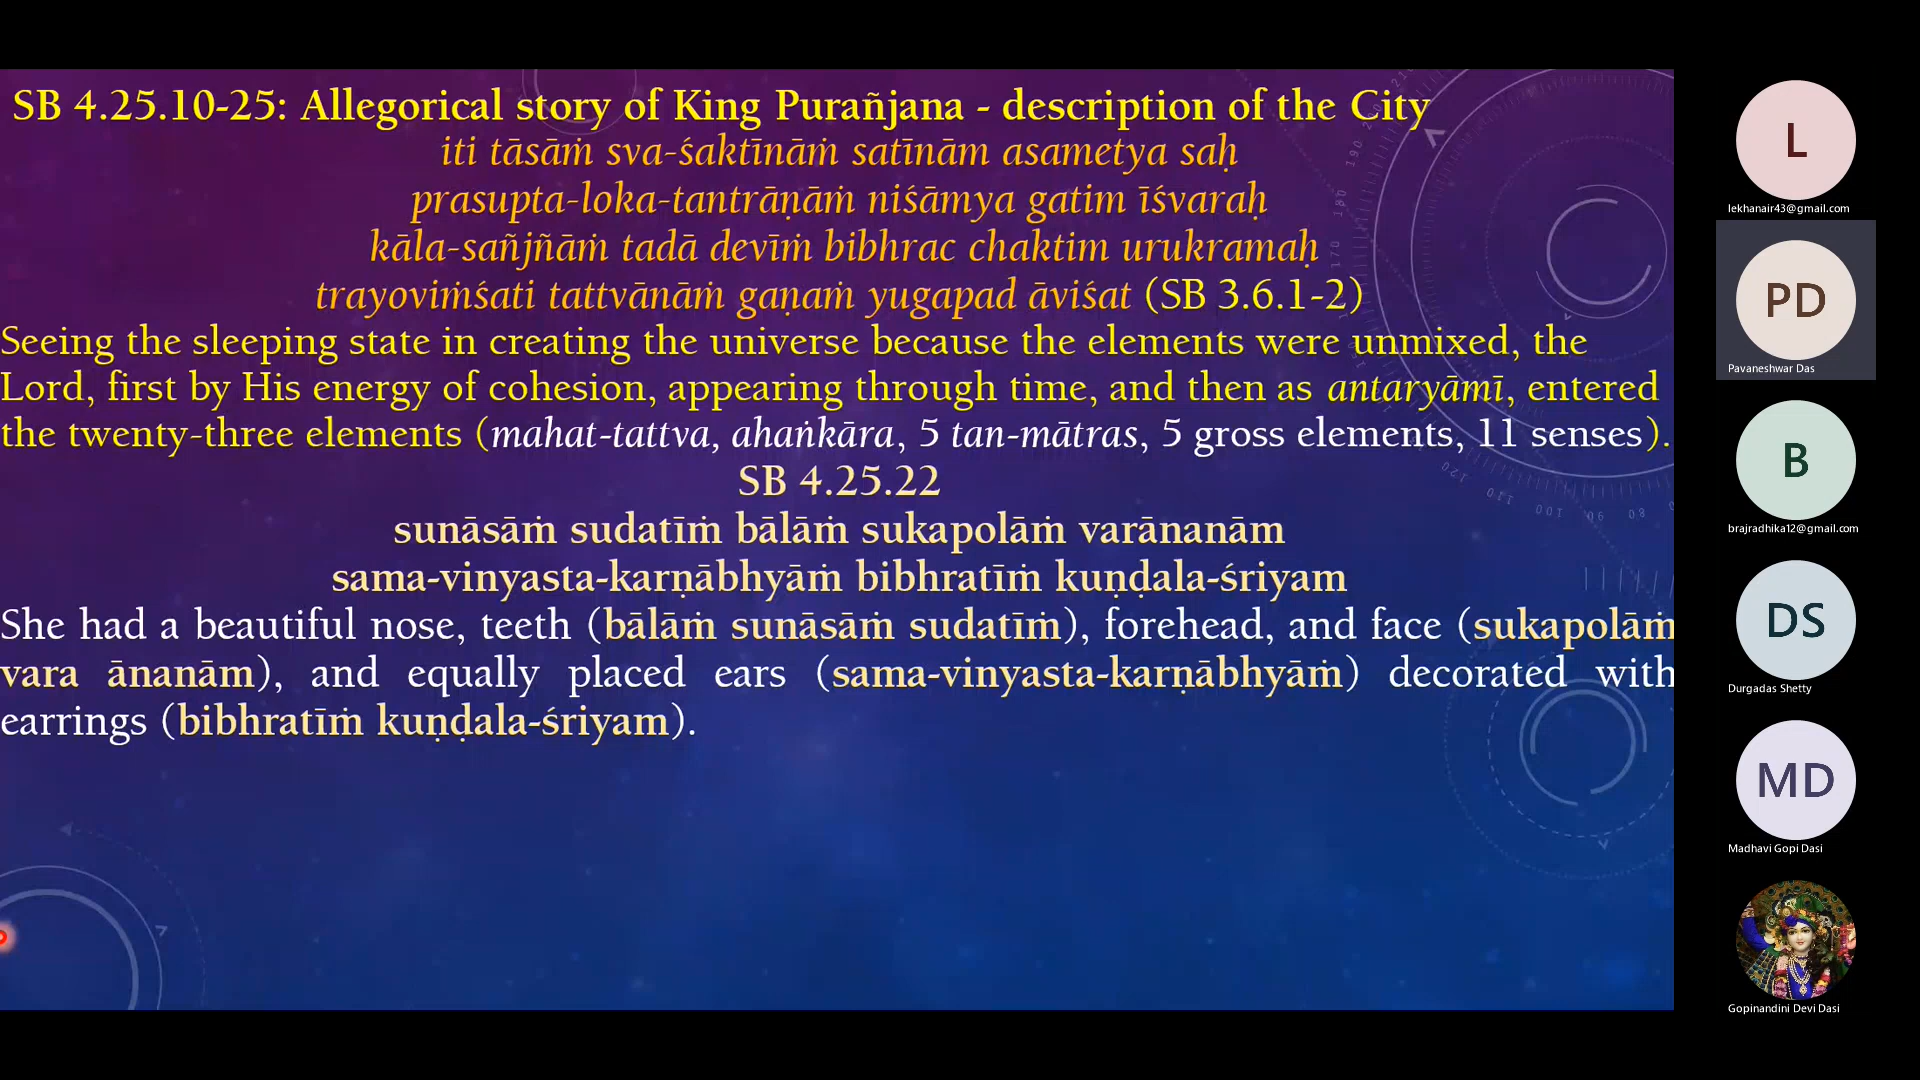 SB 4.25.10-25: Allegorical story of King Purañjana - description of the City
iti tāsāṁ sva-śaktīnāṁ satīnām asametya saḥ
prasupta-loka-tantrāṇāṁ niśāmya gatim īśvaraḥ
kāla-sañjñāṁ tadā devīṁ bibhrac chaktim urukramaḥ
trayoviṁśati tattvānāṁ gaṇaṁ yugapad āviśat (SB 3.6.1-2)
Seeing the sleeping state in creating the universe because the elements were unmixed, the
Lord, first by His energy of cohesion, appearing through time, and then as antaryāmī, entered
the twenty-three elements (mahat-tattva, ahaṅkāra, 5 tan-mātras, 5 gross elements, 11 senses).
SB 4.25.22
sunāsāṁ sudatīṁ bālāṁ sukapolāṁ varānanām
sama-vinyasta-karṇābhyāṁ bibhratīṁ kuṇḍala-śriyam
She had a beautiful nose, teeth (bālāṁ sunāsāṁ sudatīṁ), forehead, and face (sukapolāṁ
vara ānanām), and equally placed ears (sama-vinyasta-karṇābhyāṁ) decorated with
earrings (bibhratīṁ kuṇḍala-śriyam).
L
lekhanair43@gmail.com
PD
Pavaneshwar Das
B
brajradhika12@gmail.com
DS
Durgadas Shetty
MD
Madhavi Gopi Dasi
Gopinandini Devi Dasi